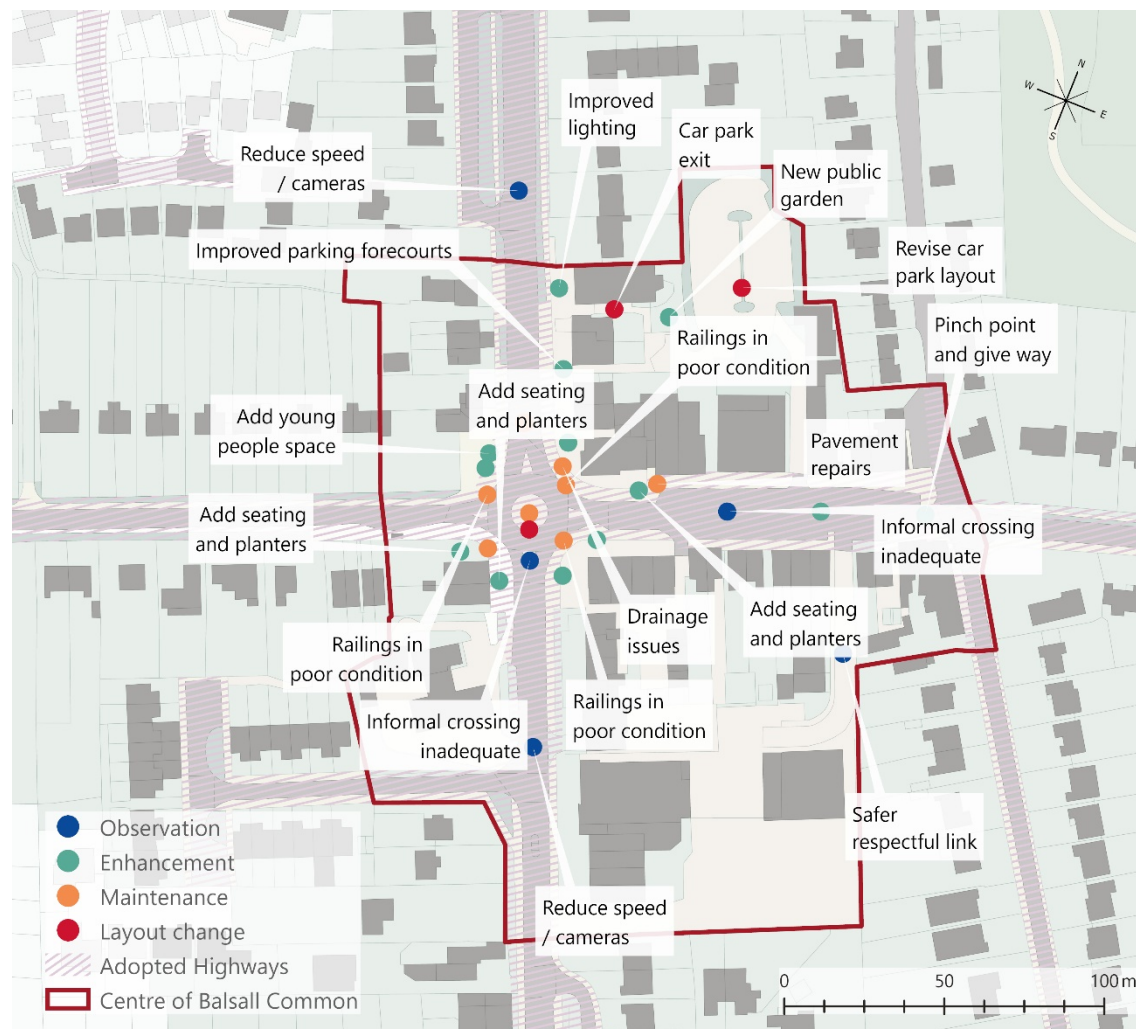 N
W
E
S
Improved
lighting
Car park
exit
Reduce speed
/ cameras
New public
garden
Improved parking forecourts
Revise car
park layout
Railings in
poor condition
Pinch point
and give way
Add seating
and planters
Add young
people space
Pavement
repairs
Add seating
and planters
Informal crossing
inadequate
Railings in
poor condition
Drainage
issues
Add seating
and planters
Informal crossing
inadequate
Railings in
poor condition
Safer
respectful link
Reduce speed
/ cameras
Observation
Enhancement
Maintenance
Layout change
Adopted Highways
Centre of Balsall Common
0 50 100 m